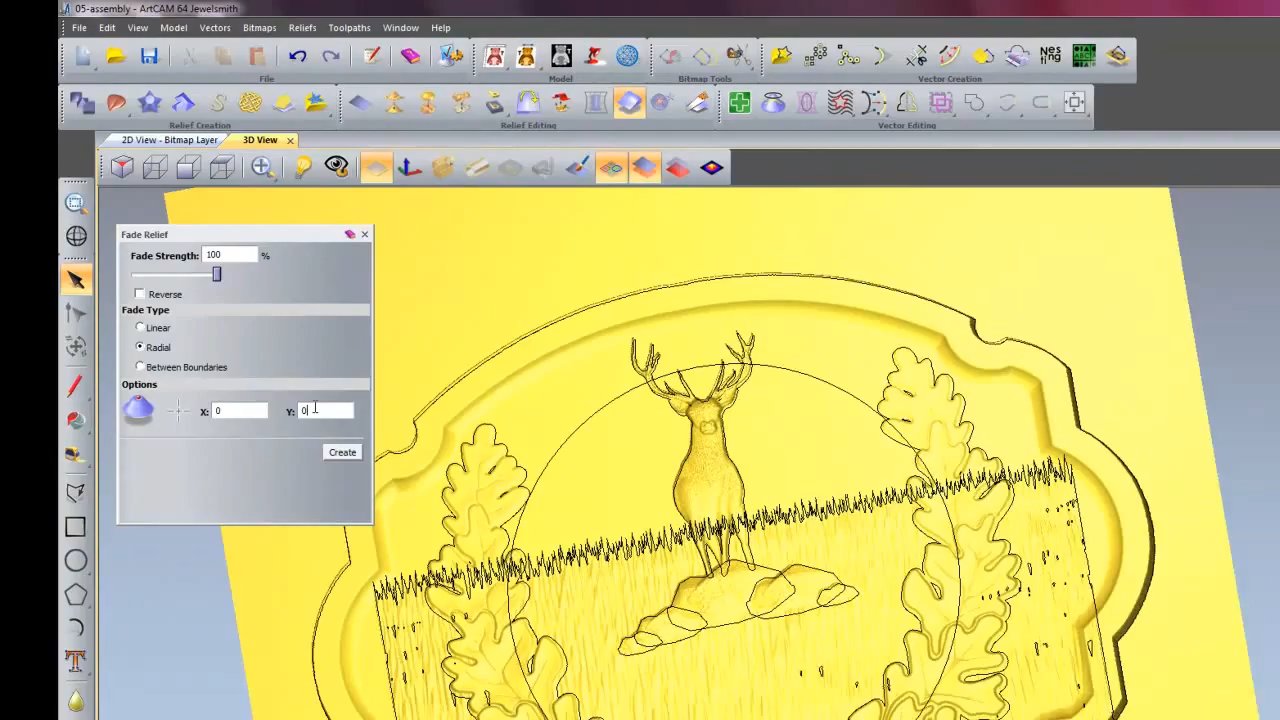 05-assembly - ArtCAM 64 Jewelsmith
File Edit View Model Vectors Bitmaps Reliefs Toolpaths Window Help
Nes
ting
File Model Bitmap Tools Vector Creation
Relief Creation Relief Editing Vector Editing
2D View - Bitmap Layer 3D View
Fade Relief
Fade Strength: 100 %
Reverse
Fade Type
Linear
Radial
Between Boundaries
Options
X: 0 Y: 0
Create
T